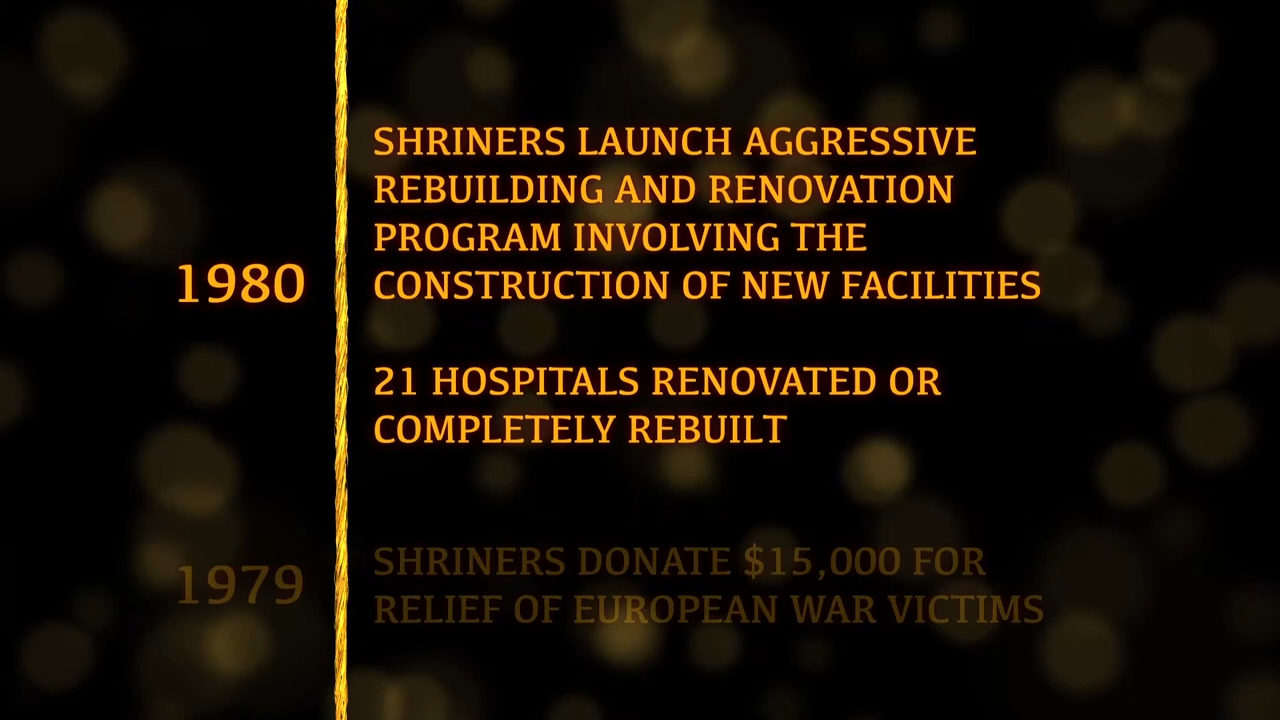 SHRINERS LAUNCH AGGRESSIVE
REBUILDING AND RENOVATION
PROGRAM INVOLVING THE
1980 CONSTRUCTION OF NEW FACILITIES
21 HOSPITALS RENOVATED OR
COMPLETELY REBUILT
1979 SHRINERS DONATE $15,000 FOR
RELIEF OF EUROPEAN WAR VICTIMS